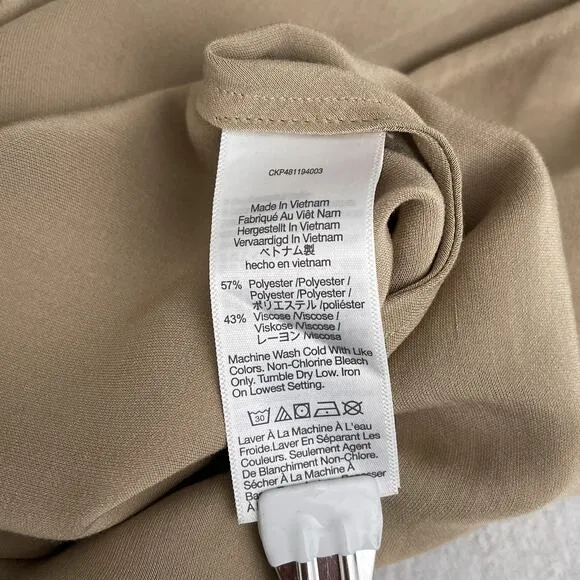 CKP481194003
Made In Vietnam
Fabriqué Au Viêt Nam
Hergestellt In Vietnam
Vervaardigd In Vietnam
ベトナム製
hecho en vietnam
57% Polyester /Polyester /
Polyester /Polyester /
ポリエステル /poliéster
43% Viscose /Viscose /
Viskose /Viscose /
レーヨン /Viscosa
Machine Wash Cold With Like
Colors. Non-Chlorine Bleach
Only. Tumble Dry Low. Iron
On Lowest Setting.
30
Laver À La Machine À L'eau
Froide.Laver En Séparant Les
Couleurs. Seulement Agent
De Blanchiment Non-Chlore.
Sécher À La Machine À